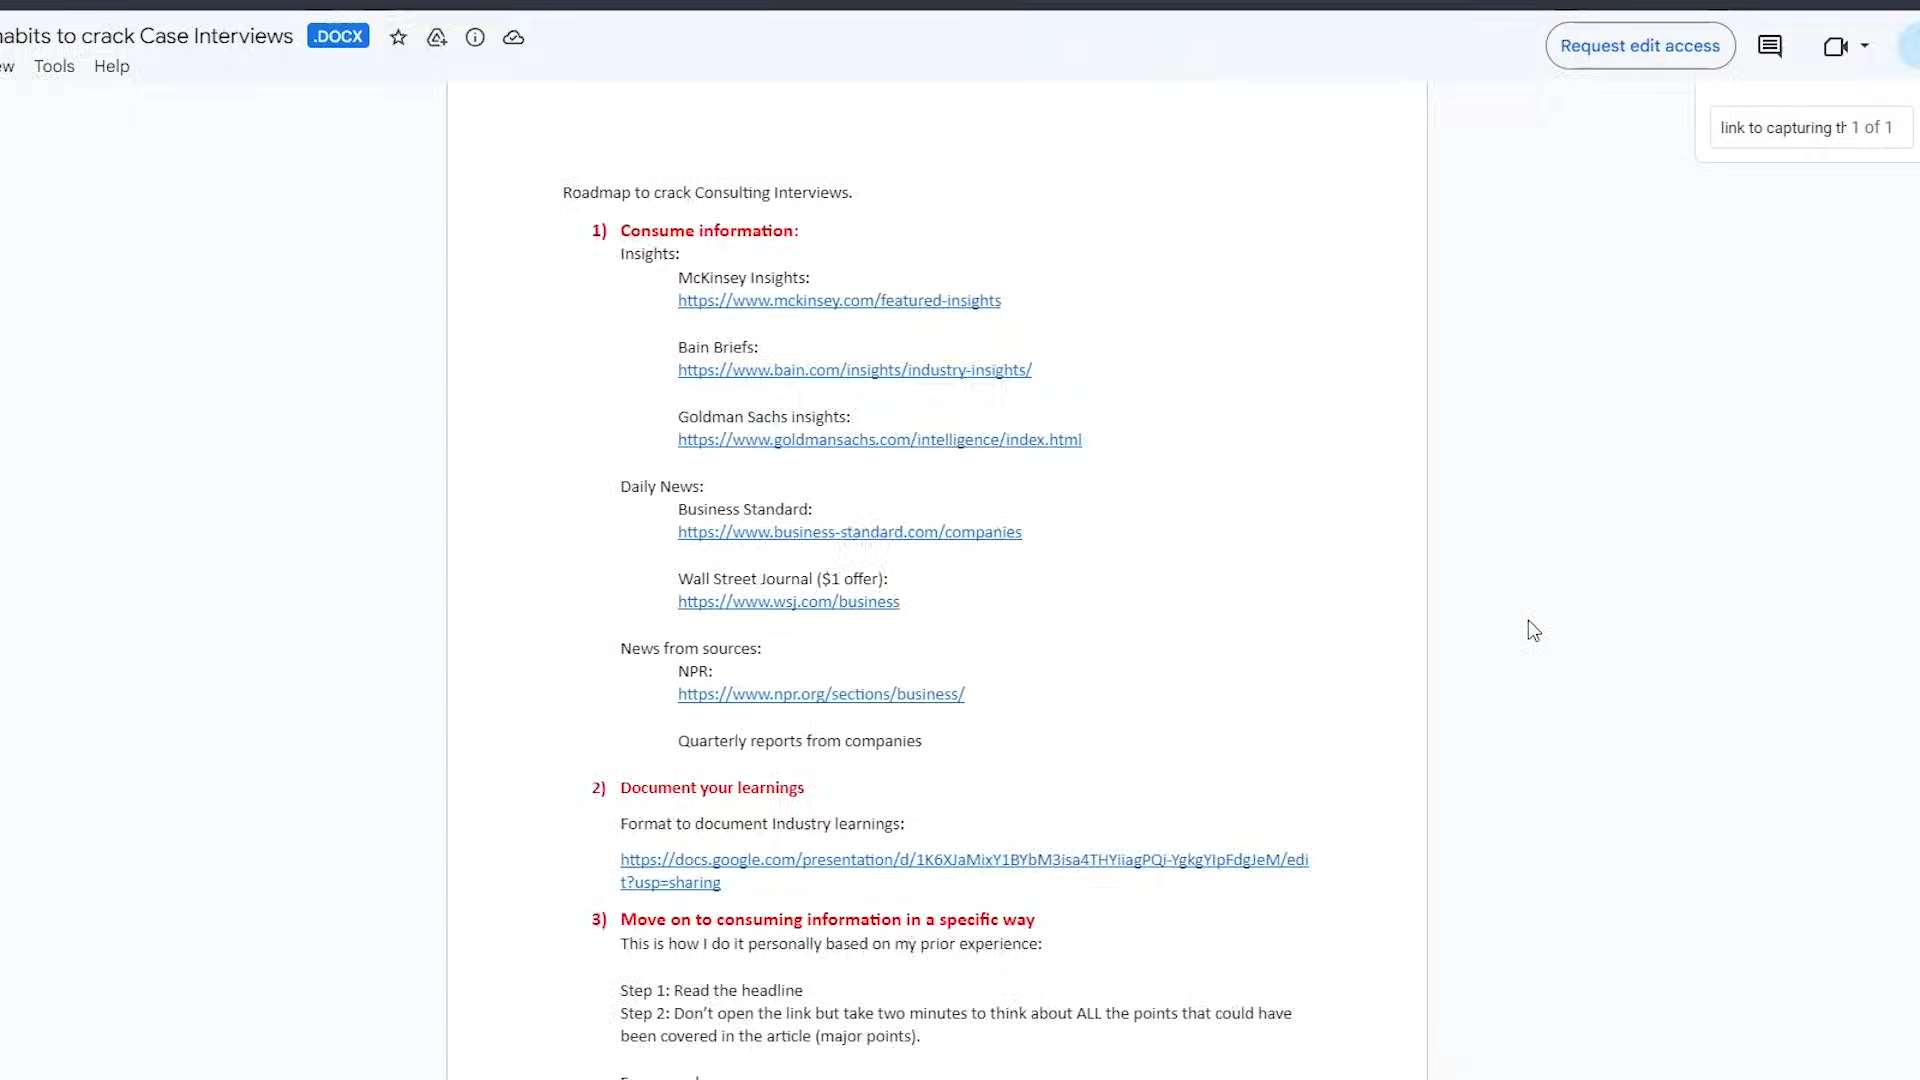 abits to crack Case Interviews .DOCX
Request edit access
ew Tools Help
link to capturing th 1 of 1
Roadmap to crack Consulting Interviews.
1) Consume information:
Insights:
McKinsey Insights:
https://www.mckinsey.com/featured-insights
Bain Briefs:
https://www.bain.com/insights/industry-insights/
Goldman Sachs insights:
https://www.goldmansachs.com/intelligence/index.html
Daily News:
Business Standard:
https://www.business-standard.com/companies
Wall Street Journal ($1 offer):
https://www.wsj.com/business
News from sources:
NPR:
https://www.npr.org/sections/business/
Quarterly reports from companies
2) Document your learnings
Format to document Industry learnings:
https://docs.google.com/presentation/d/1K6XJaMixY1BYbM3isa4THYiiagPQi-YgkgYIpFdgJeM/edi
t?usp=sharing
3) Move on to consuming information in a specific way
This is how I do it personally based on my prior experience:
Step 1: Read the headline
Step 2: Don’t open the link but take two minutes to think about ALL the points that could have
been covered in the article (major points).